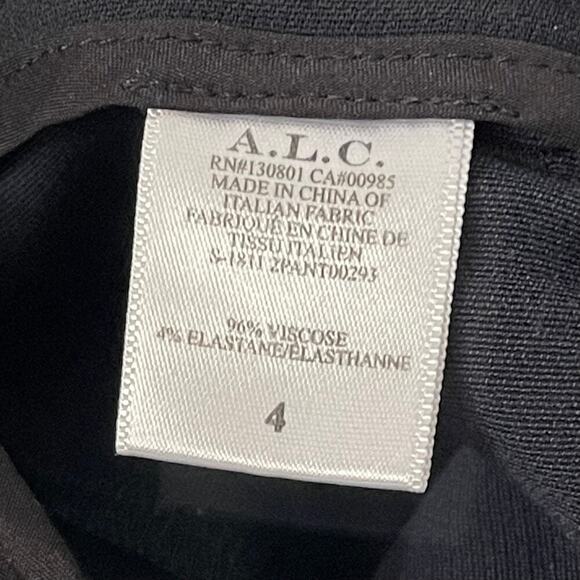 A.L.C.
RN#130801 CA#00985
MADE IN CHINA OF
ITALIAN FABRIC
FABRIQUÉ EN CHINE DE
TISSU ITALIEN
S-1811 2PANT00293
96% VISCOSE
4% ELASTANE/ELASTHANNE
4